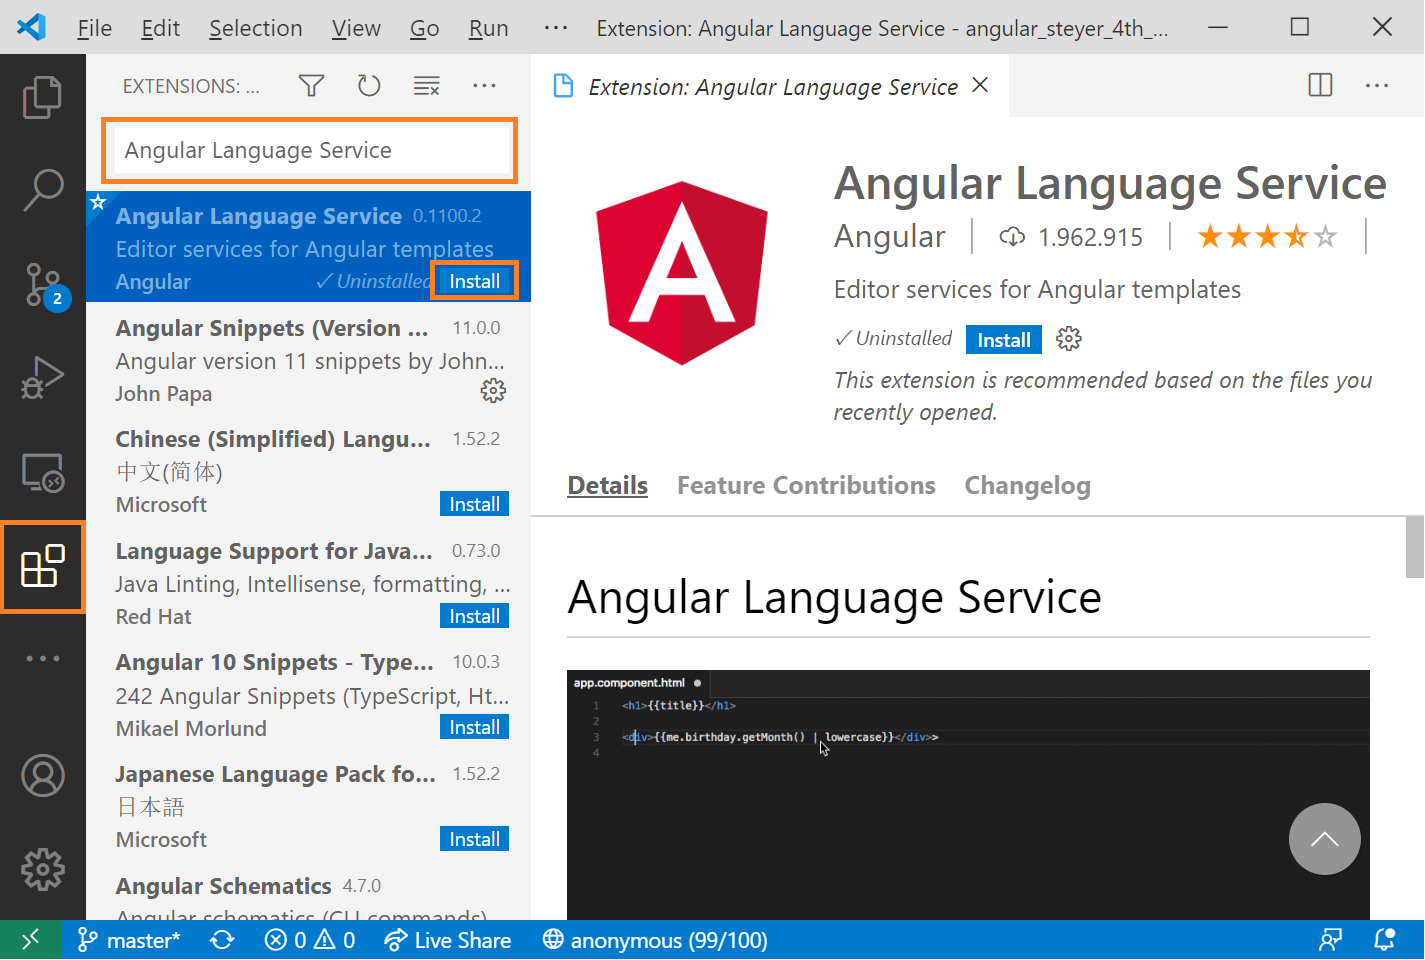 File Edit Selection View Go Run ··· Extension: Angular Language Service - angular_steyer_4th_...
EXTENSIONS: ...
Angular Language Service
Angular Language Service 0.1100.2
Editor services for Angular templates
Angular ✓ Uninstalled Install
Angular Snippets (Version ... 11.0.0
Angular version 11 snippets by John...
John Papa
Chinese (Simplified) Langu... 1.52.2
中文(简体)
Microsoft Install
Language Support for Java... 0.73.0
Java Linting, Intellisense, formatting, ...
Red Hat Install
Angular 10 Snippets - Type... 10.0.3
242 Angular Snippets (TypeScript, Ht...
Mikael Morlund Install
Japanese Language Pack fo... 1.52.2
日本語
Microsoft Install
Angular Schematics 4.7.0
Angular schematics (CLI commands)
Extension: Angular Language Service
Angular Language Service
Angular 1.962.915
Editor services for Angular templates
✓ Uninstalled Install
This extension is recommended based on the files you
recently opened.
Details Feature Contributions Changelog
Angular Language Service
app.component.html
1 <h1>{{title}}</h1>
2
3 <div>{{me.birthday.getMonth() | lowercase}}</div>>
4
2
master* 0 0 Live Share anonymous (99/100)